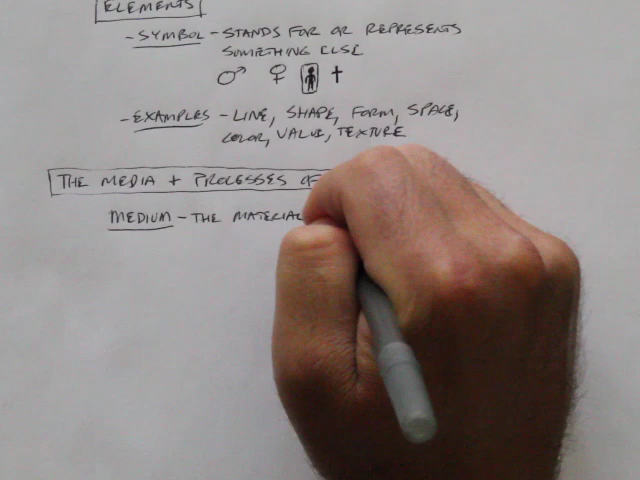 ELEMENTS
- SYMBOL - STANDS FOR OR REPRESENTS
SOMETHING ELSE
♂ ♀ ✝
- EXAMPLES - LINE, SHAPE, FORM, SPACE,
COLOR, VALUE, TEXTURE
THE MEDIA + PROCESSES OF
MEDIUM - THE MATERIAL